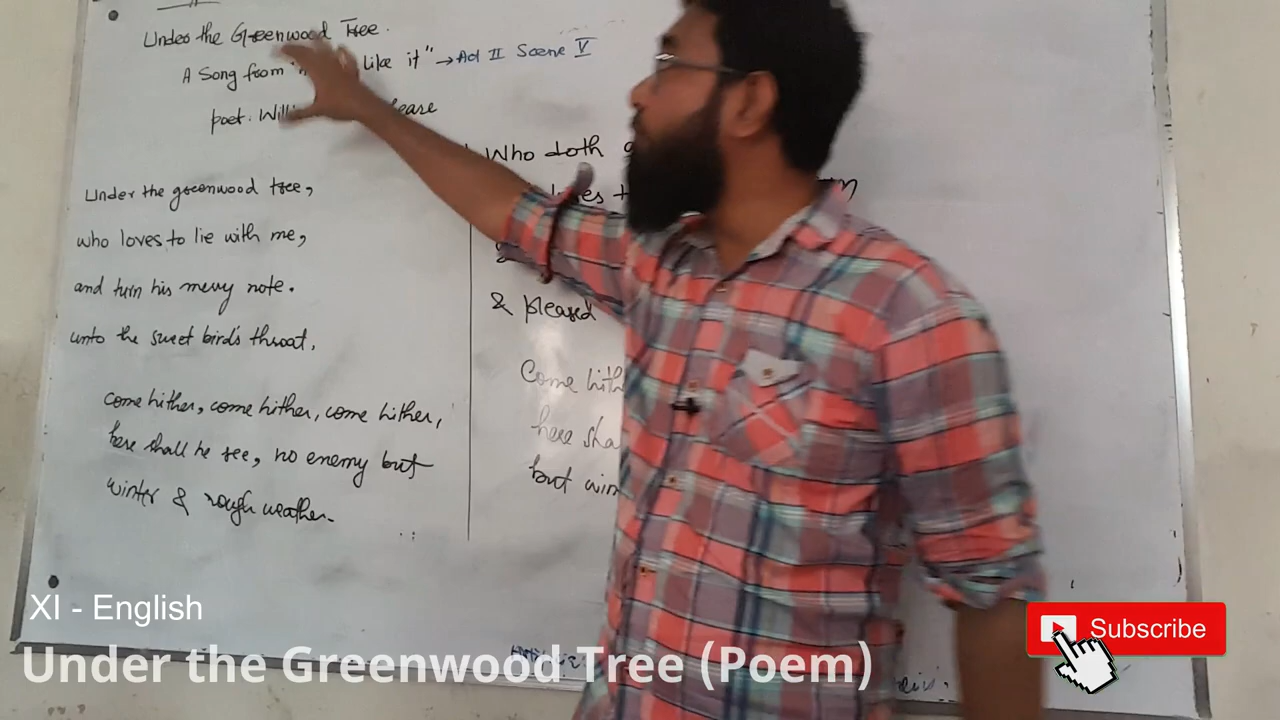 Under the Greenwood Tree.
A Song from " Like it" → Act II Scene V
poet. Willi
Under the greenwood tree,
who loves to lie with me,
and turn his merry note.
unto the sweet bird's throat,
come hither, come hither, come hither,
here shall he see, no enemy but
winter & rough weather.
Who doth
& pleased
Come hith
here sha
but win
XI - English
Under the Greenwood Tree (Poem)
Subscribe